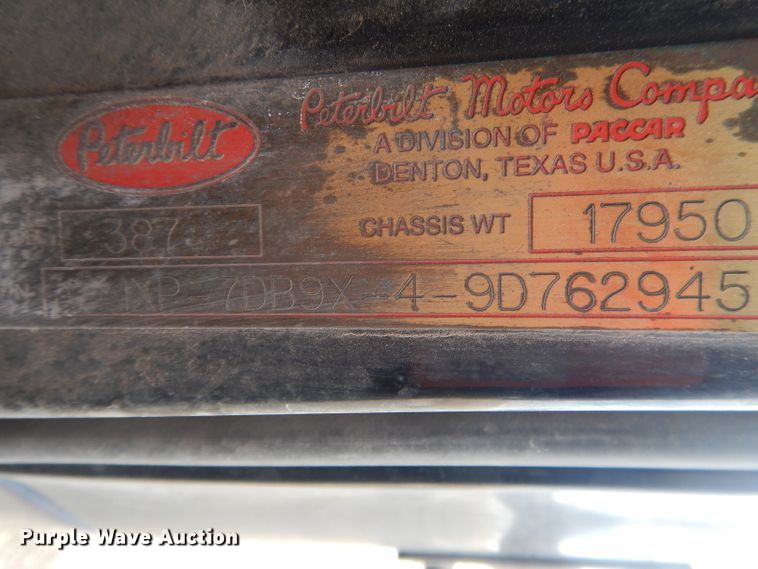 Peterbilt
Peterbilt Motors Compa
A DIVISION OF PACCAR
DENTON, TEXAS U.S.A.
387
CHASSIS WT 17950
XP-7DB9X-4-9D762945
Purple Wave Auction